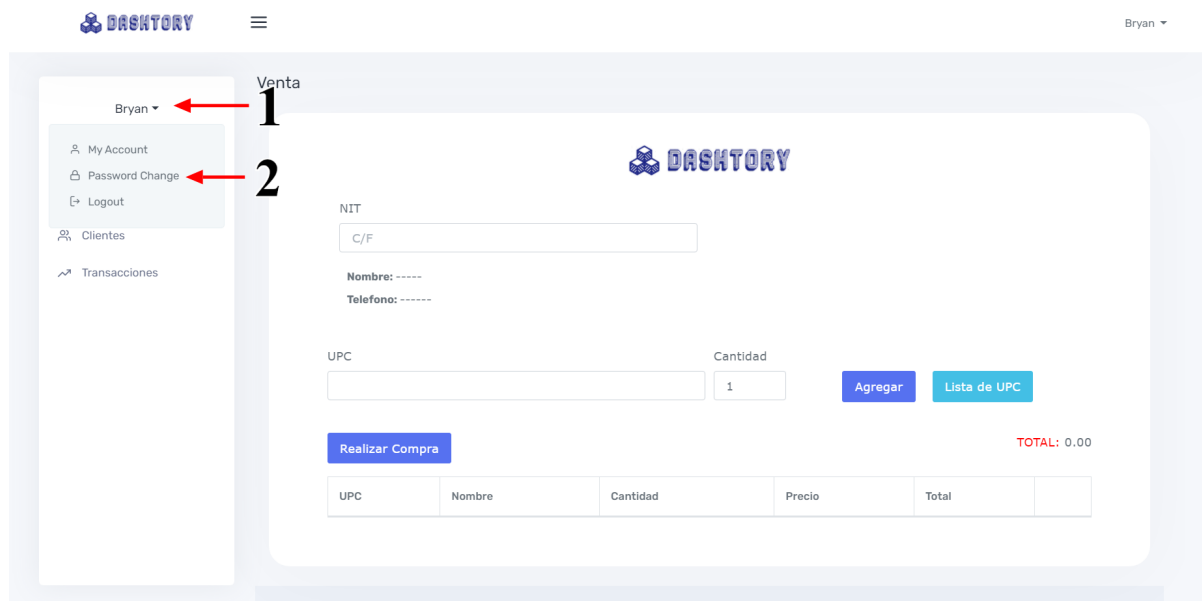 DASHTORY
Bryan
Venta
Bryan
1
My Account
Password Change
2
Logout
Clientes
Transacciones
DASHTORY
NIT
C/F
Nombre: -----
Telefono: ------
UPC Cantidad
1 Agregar Lista de UPC
Realizar Compra TOTAL: 0.00
UPC Nombre Cantidad Precio Total